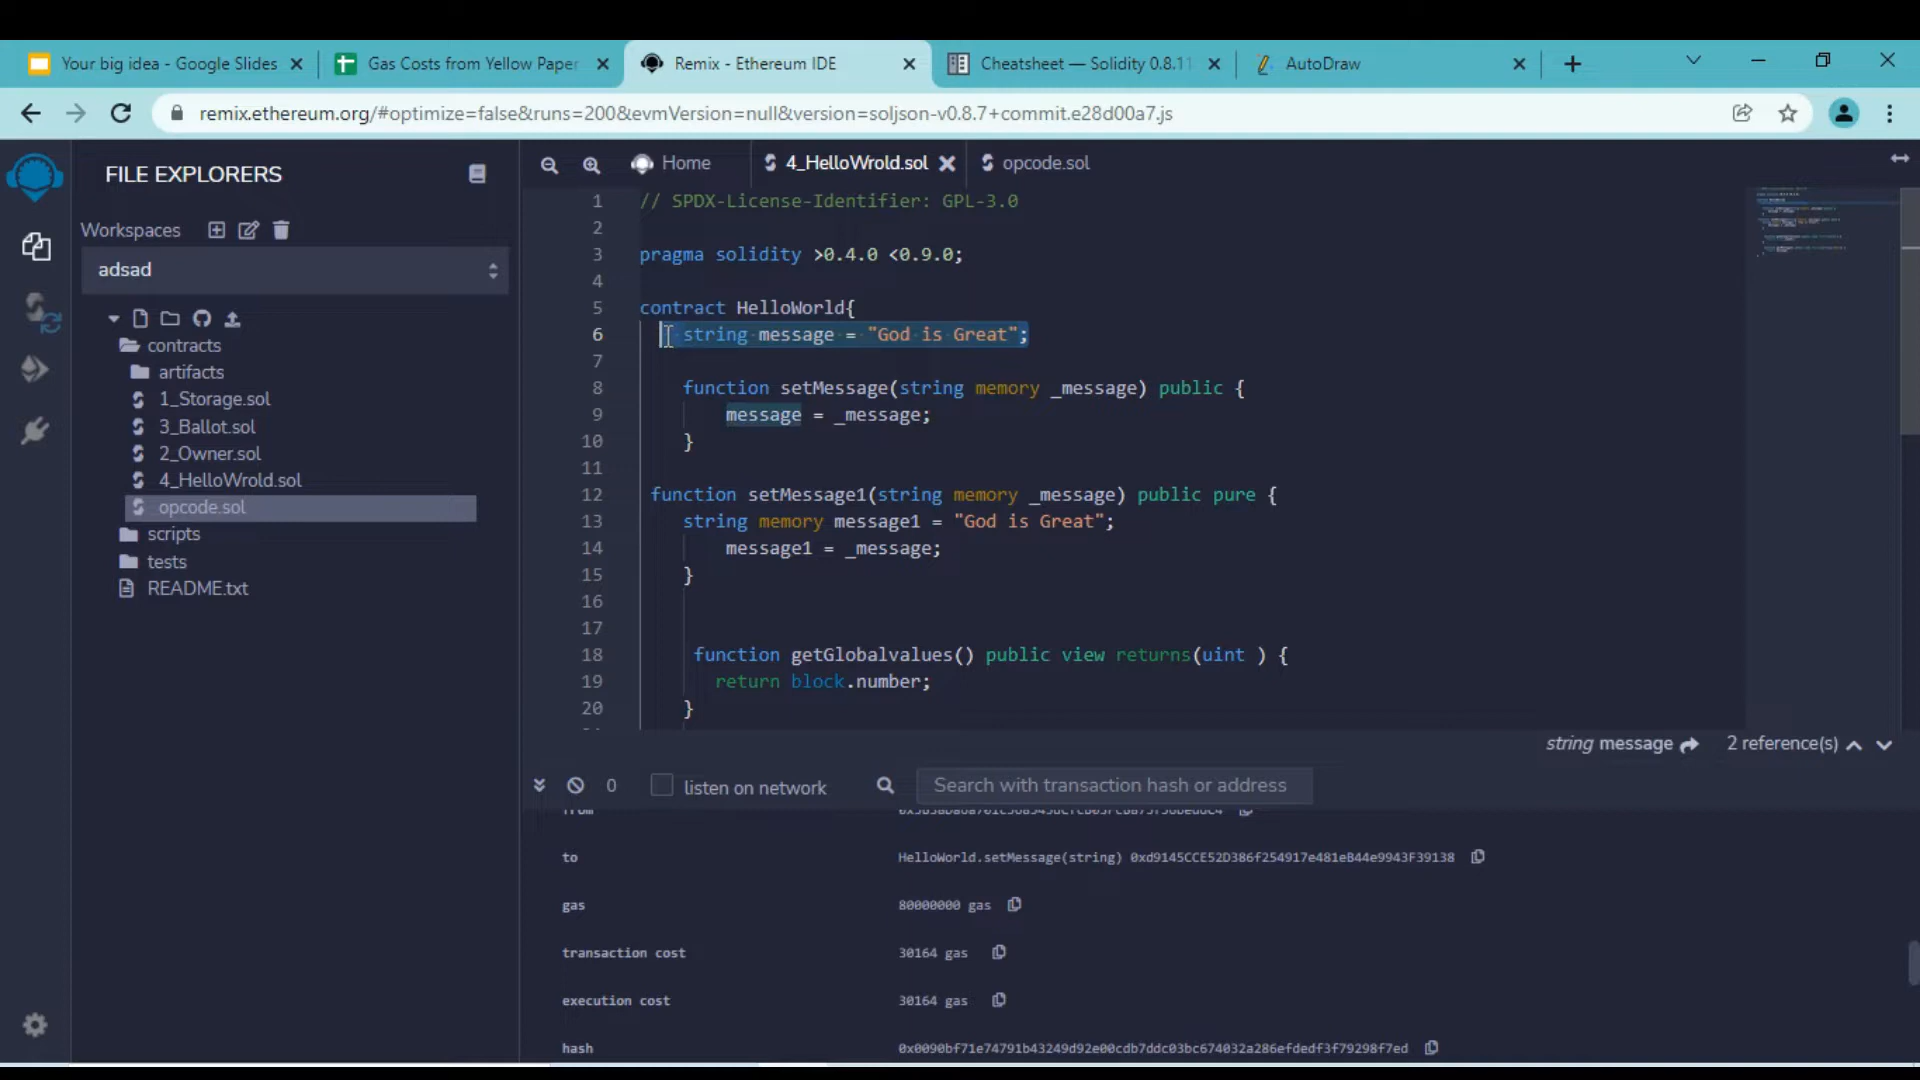 Your big idea - Google Slides
Gas Costs from Yellow Paper
Remix - Ethereum IDE
Cheatsheet — Solidity 0.8.11
AutoDraw
remix.ethereum.org/#optimize=false&runs=200&evmVersion=null&version=soljson-v0.8.7+commit.e28d00a7.js
FILE EXPLORERS
Workspaces
adsad
contracts
artifacts
1_Storage.sol
3_Ballot.sol
2_Owner.sol
4_HelloWrold.sol
opcode.sol
scripts
tests
README.txt
Home
4_HelloWrold.sol
opcode.sol
1 // SPDX-License-Identifier: GPL-3.0
2
3 pragma solidity >0.4.0 <0.9.0;
4
5 contract HelloWorld{
6 string message = "God is Great";
7
8 function setMessage(string memory _message) public {
9 message = _message;
10 }
11
12 function setMessage1(string memory _message) public pure {
13 string memory message1 = "God is Great";
14 message1 = _message;
15 }
16
17
18 function getGlobalvalues() public view returns(uint ) {
19 return block.number;
20 }
string message
2 reference(s)
0
listen on network
Search with transaction hash or address
from
to HelloWorld.setMessage(string) 0xd9145CCE52D386f254917e481eB44e9943F39138
gas 80000000 gas
transaction cost 30164 gas
execution cost 30164 gas
hash 0x0090bf71e74791b43249d92e00cdb7ddc03bc674032a286efdedf3f79298f7ed